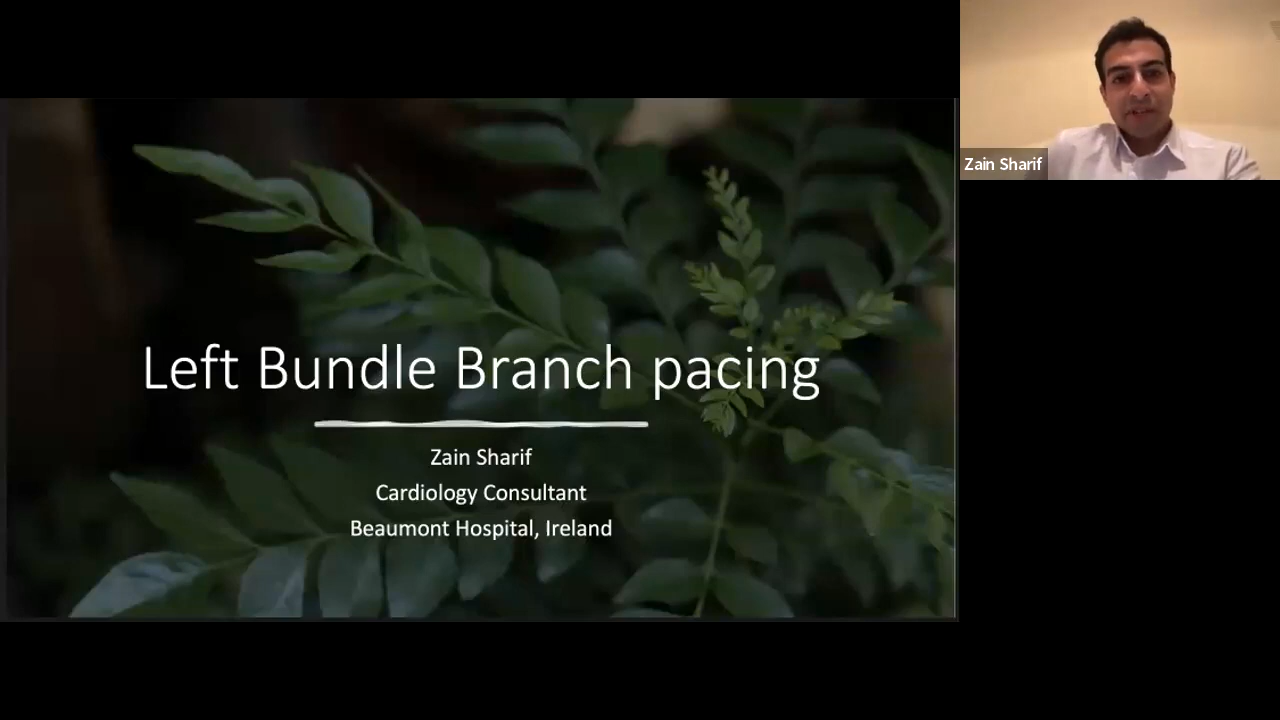 Left Bundle Branch pacing
Zain Sharif
Cardiology Consultant
Beaumont Hospital, Ireland
Zain Sharif